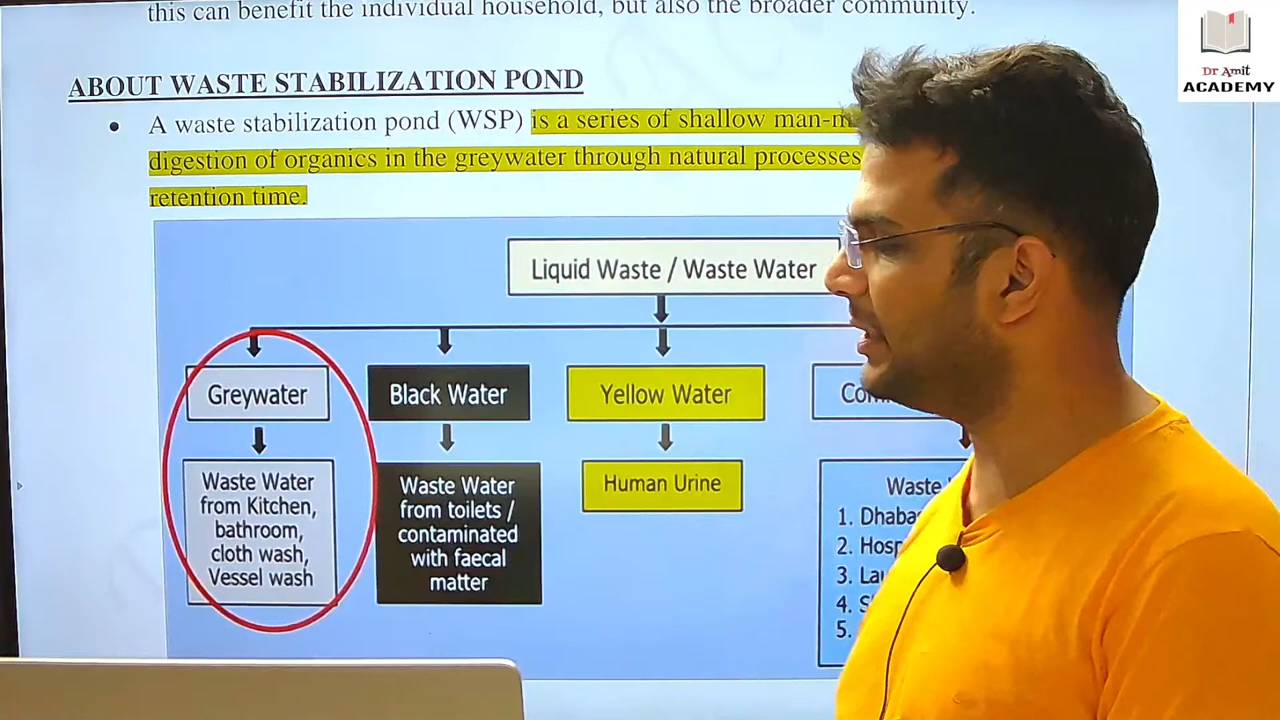 this can benefit the individual household, but also the broader community.
Dr Amit
ACADEMY
ABOUT WASTE STABILIZATION POND
• A waste stabilization pond (WSP) is a series of shallow
digestion of organics in the greywater through natural processes
retention time.
Liquid Waste / Waste Water
Greywater
Black Water
Yellow Water
Waste Water
from Kitchen,
bathroom,
cloth wash,
Vessel wash
Waste Water
from toilets /
contaminated
with faecal
matter
Human Urine
Waste
1. Dhaba
2.
3.
4.
5.